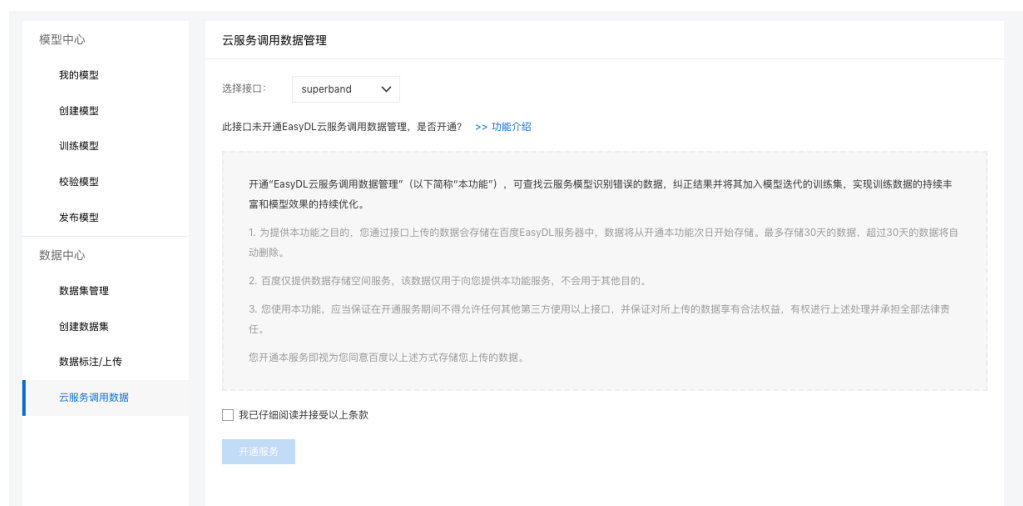 模型中心
我的模型
创建模型
训练模型
校验模型
发布模型
数据中心
数据集管理
创建数据集
数据标注/上传
云服务调用数据
云服务调用数据管理
选择接口：
superband
此接口未开通EasyDL云服务调用数据管理，是否开通？ >> 功能介绍
开通“EasyDL云服务调用数据管理”（以下简称“本功能”），可查找云服务模型识别错误的数据，纠正结果并将其加入模型迭代的训练集，实现训练数据的持续丰
富和模型效果的持续优化。
1. 为提供本功能之目的，您通过接口上传的数据会存储在百度EasyDL服务器中，数据将从开通本功能次日开始存储。最多存储30天的数据，超过30天的数据将自
动删除。
2. 百度仅提供数据存储空间服务，该数据仅用于向您提供本功能服务，不会用于其他目的。
3. 您使用本功能，应当保证在开通服务期间不得允许任何其他第三方使用以上接口，并保证对所上传的数据享有合法权益，有权进行上述处理并承担全部法律责
任。
您开通本服务即视为您同意百度以上述方式存储您上传的数据。
我已仔细阅读并接受以上条款
开通服务